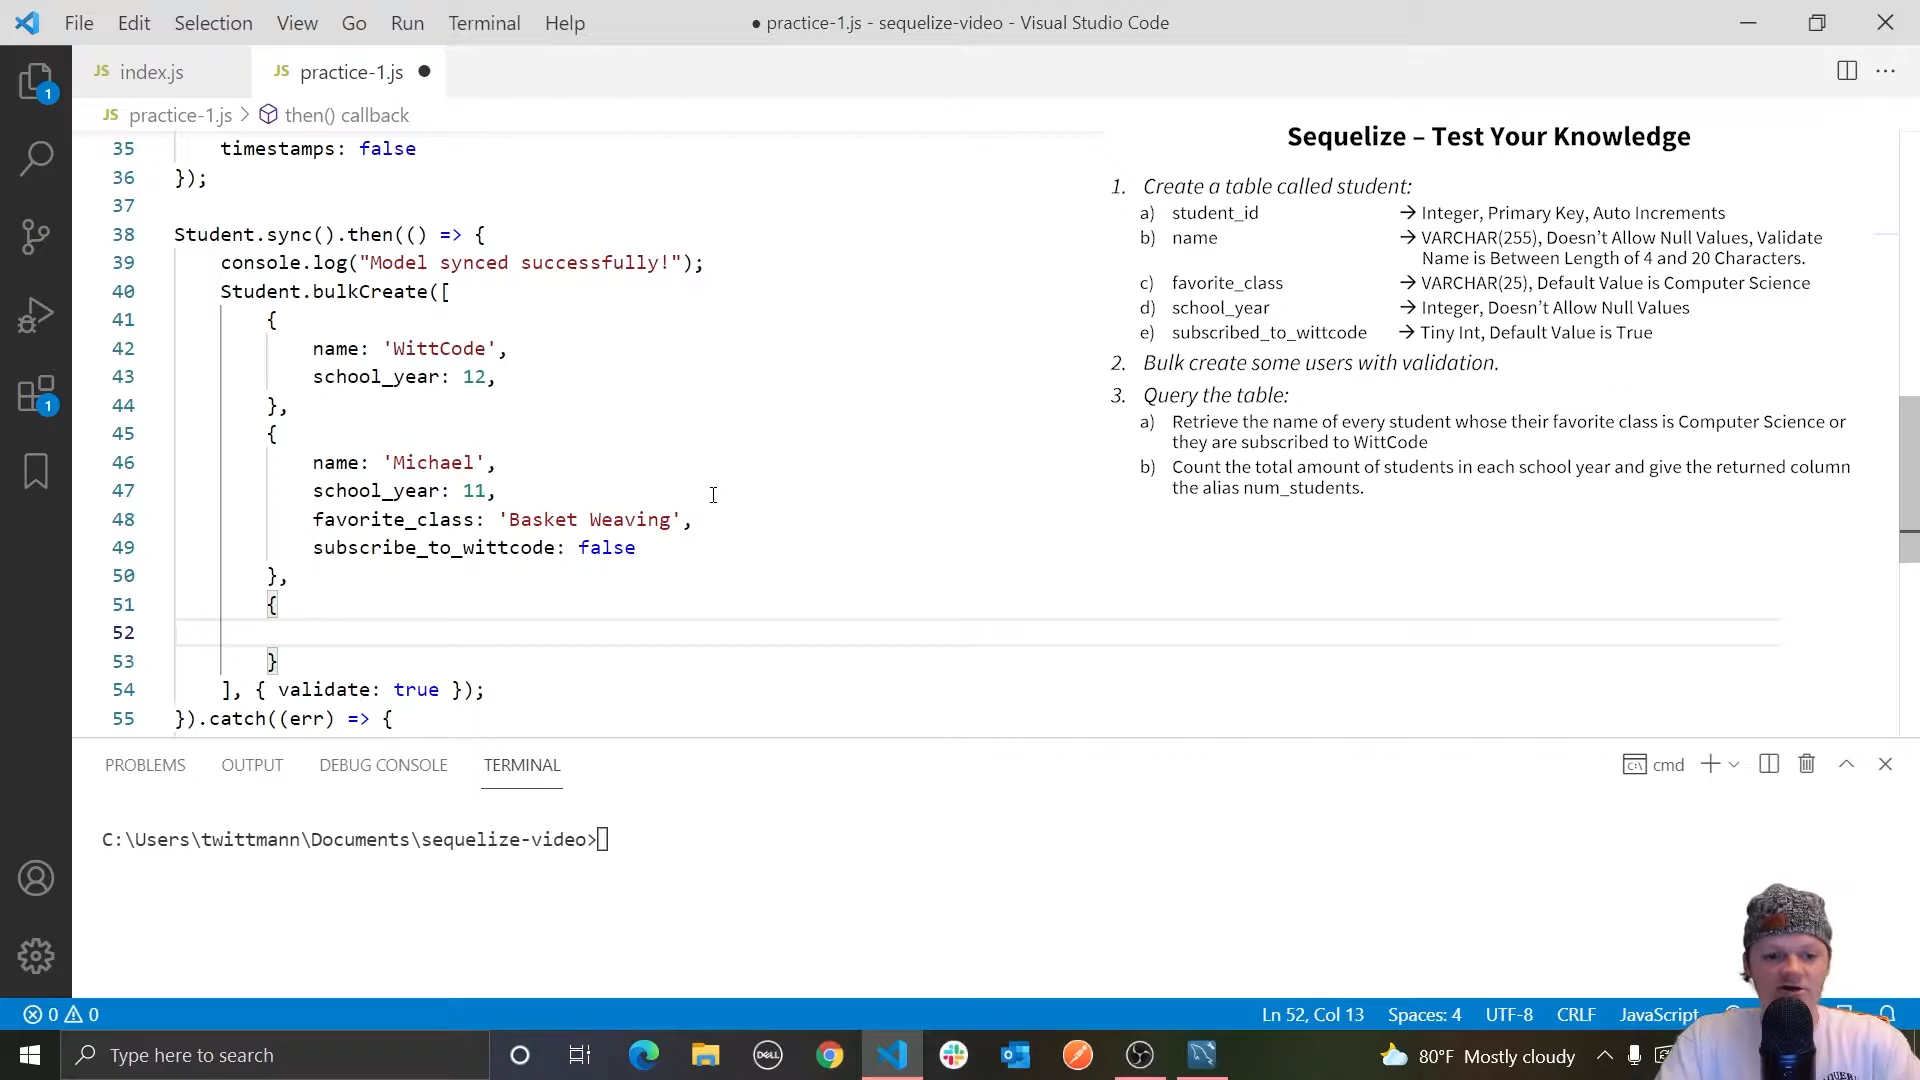 File Edit Selection View Go Run Terminal Help
● practice-1.js - sequelize-video - Visual Studio Code
JS index.js
JS practice-1.js ●
JS practice-1.js > then() callback
35 timestamps: false
36 });
37
38 Student.sync().then(() => {
39 console.log("Model synced successfully!");
40 Student.bulkCreate([
41 {
42 name: 'WittCode',
43 school_year: 12,
44 },
45 {
46 name: 'Michael',
47 school_year: 11,
48 favorite_class: 'Basket Weaving',
49 subscribe_to_wittcode: false
50 },
51 {
52
53 }
54 ], { validate: true });
55 }).catch((err) => {
Sequelize – Test Your Knowledge
1. Create a table called student:
a) student_id → Integer, Primary Key, Auto Increments
b) name → VARCHAR(255), Doesn’t Allow Null Values, Validate
Name is Between Length of 4 and 20 Characters.
c) favorite_class → VARCHAR(25), Default Value is Computer Science
d) school_year → Integer, Doesn’t Allow Null Values
e) subscribed_to_wittcode → Tiny Int, Default Value is True
2. Bulk create some users with validation.
3. Query the table:
a) Retrieve the name of every student whose their favorite class is Computer Science or
they are subscribed to WittCode
b) Count the total amount of students in each school year and give the returned column
the alias num_students.
1
1
PROBLEMS OUTPUT DEBUG CONSOLE TERMINAL
cmd
C:\Users\twittmann\Documents\sequelize-video>
0 0
Ln 52, Col 13 Spaces: 4 UTF-8 CRLF JavaScript
Type here to search
DELL
80°F Mostly cloudy